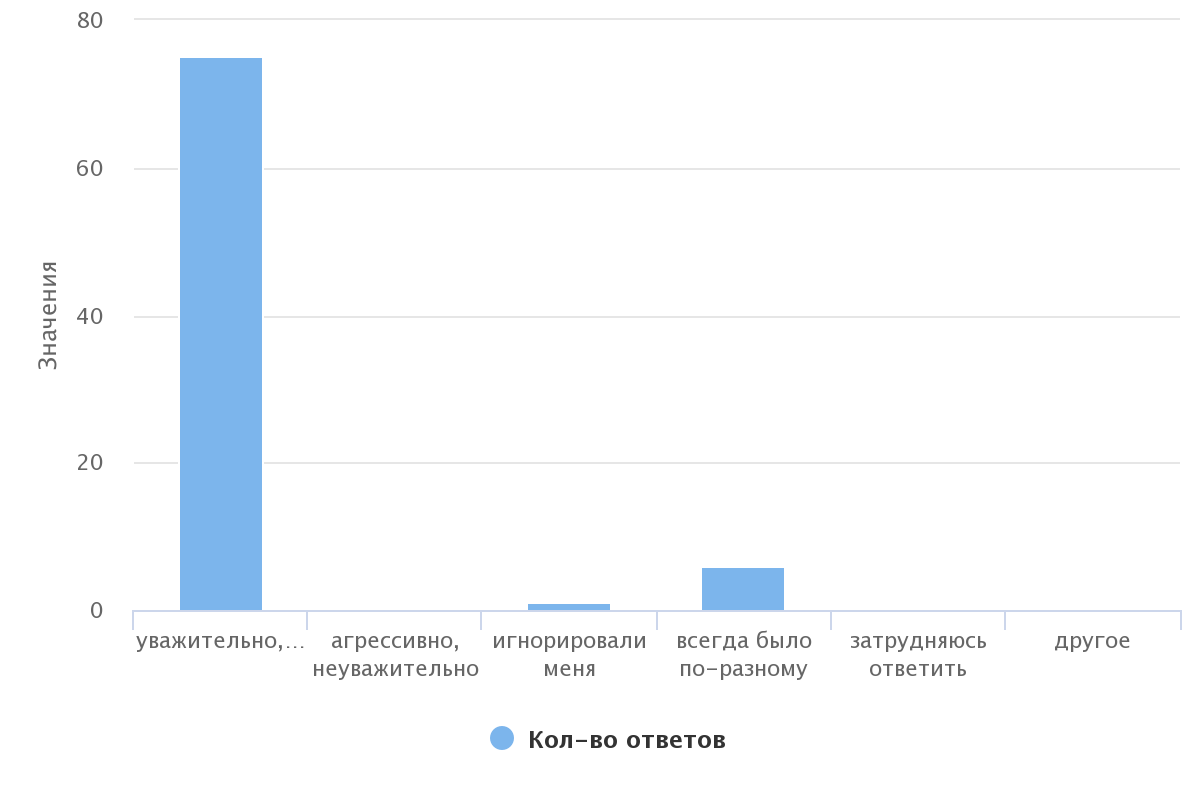 80
60
40
20
0
Значения
уважительно,...
агрессивно,
неуважительно
игнорировали
меня
всегда было
по-разному
затрудняюсь
ответить
другое
Кол-во ответов